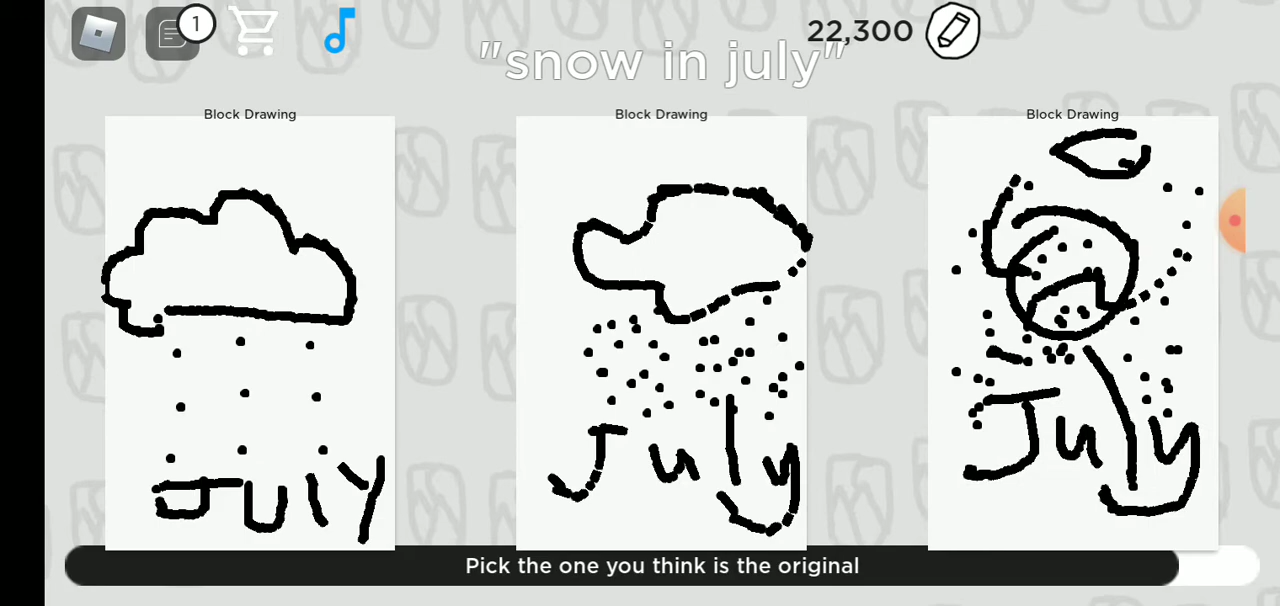 1
22,300
"snow in july"
Block Drawing
Block Drawing
Block Drawing
JUlY
July
July
Pick the one you think is the original